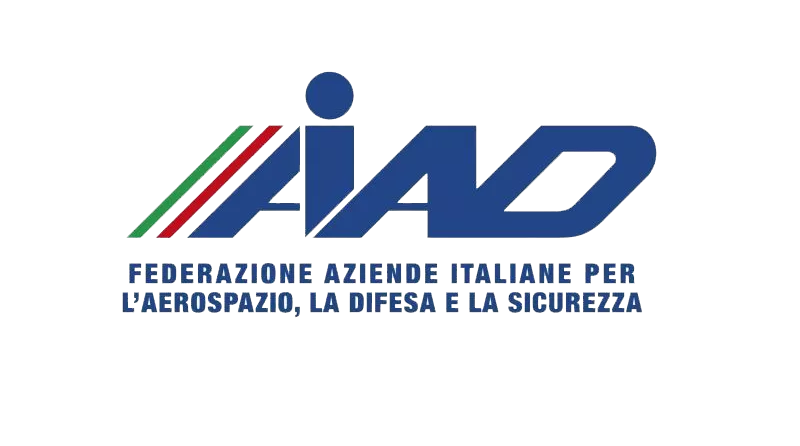 AIAD
FEDERAZIONE AZIENDE ITALIANE PER
L'AEROSPAZIO, LA DIFESA E LA SICUREZZA